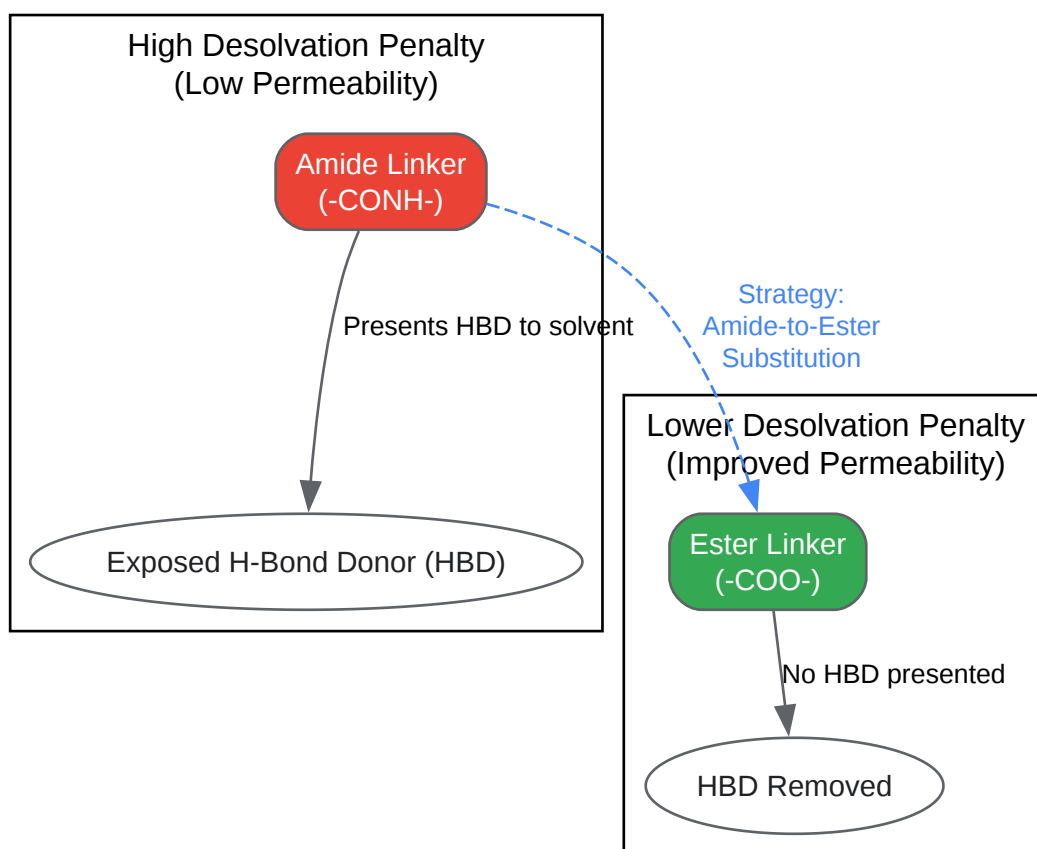 High Desolvation Penalty
(Low Permeability)
Amide Linker
(-CONH-)
Presents HBD to solvent
Exposed H-Bond Donor (HBD)
Strategy:
Amide-to-Ester
Substitution
Lower Desolvation Penalty
(Improved Permeability)
Ester Linker
(-COO-)
No HBD presented
HBD Removed